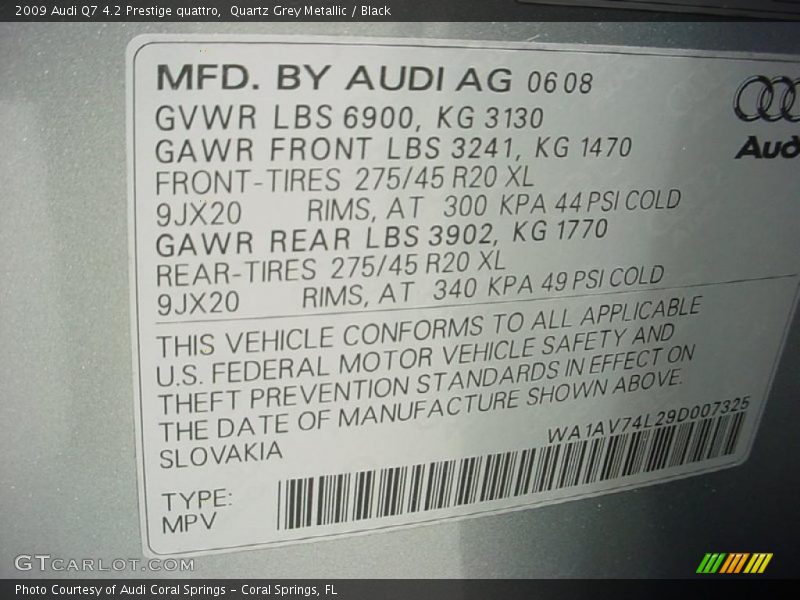 2009 Audi Q7 4.2 Prestige quattro,  Quartz Grey Metallic / Black
MFD. BY AUDI AG 06 08
GVWR LBS 6900, KG 3130
GAWR FRONT LBS 3241, KG 1470
FRONT-TIRES 275/45 R20 XL
9JX20 RIMS, AT 300 KPA 44 PSI COLD
GAWR REAR LBS 3902, KG 1770
REAR-TIRES 275/45 R20 XL
9JX20 RIMS, AT 340 KPA 49 PSI COLD
Audi
THIS VEHICLE CONFORMS TO ALL APPLICABLE
U.S. FEDERAL MOTOR VEHICLE SAFETY AND
THEFT PREVENTION STANDARDS IN EFFECT ON
THE DATE OF MANUFACTURE SHOWN ABOVE.
SLOVAKIA
WA1AV74L29D007325
TYPE:
MPV
GTCARLOT.COM
Photo Courtesy of Audi Coral Springs – Coral Springs, FL